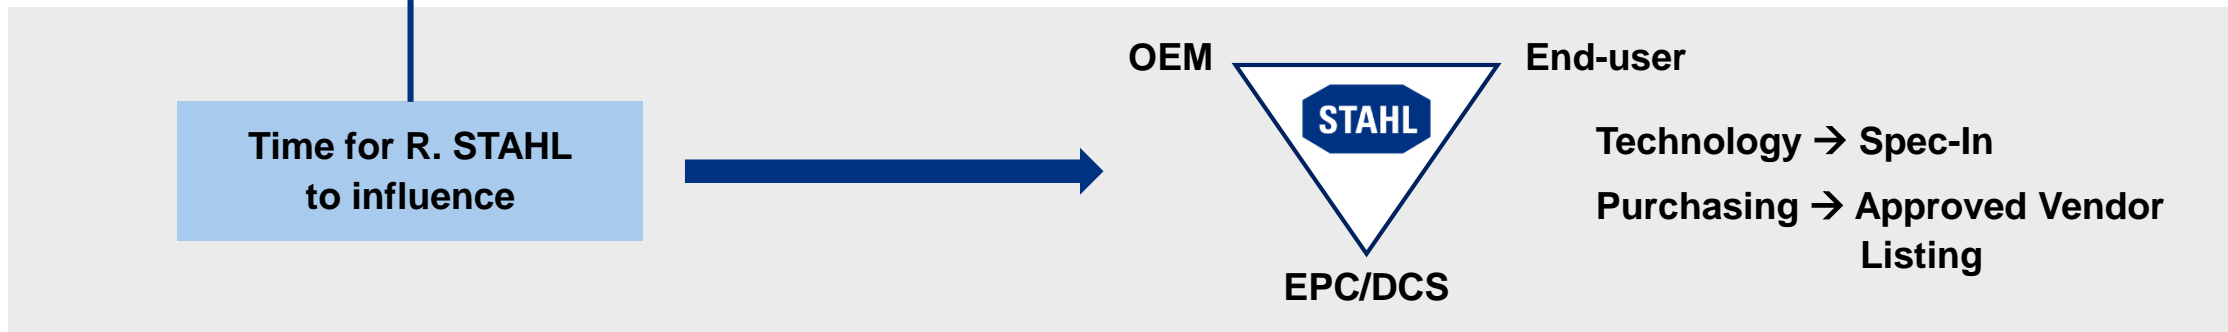 Time for R. STAHL
to influence
OEM
End-user
STAHL
EPC/DCS
Technology → Spec-In
Purchasing → Approved Vendor
Listing